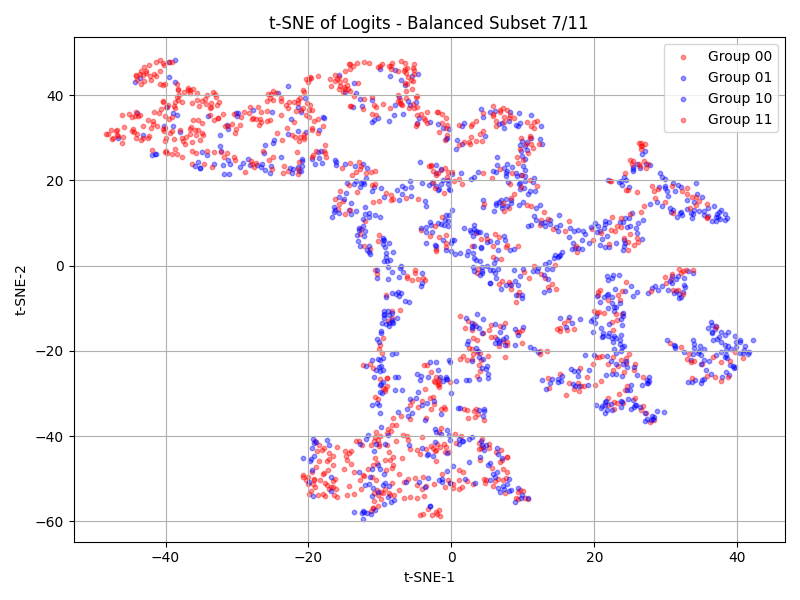 t-SNE of Logits - Balanced Subset 7/11
Group 00
Group 01
Group 10
Group 11
40
20
0
−20
−40
−60
t-SNE-2
−40
−20
0
20
40
t-SNE-1